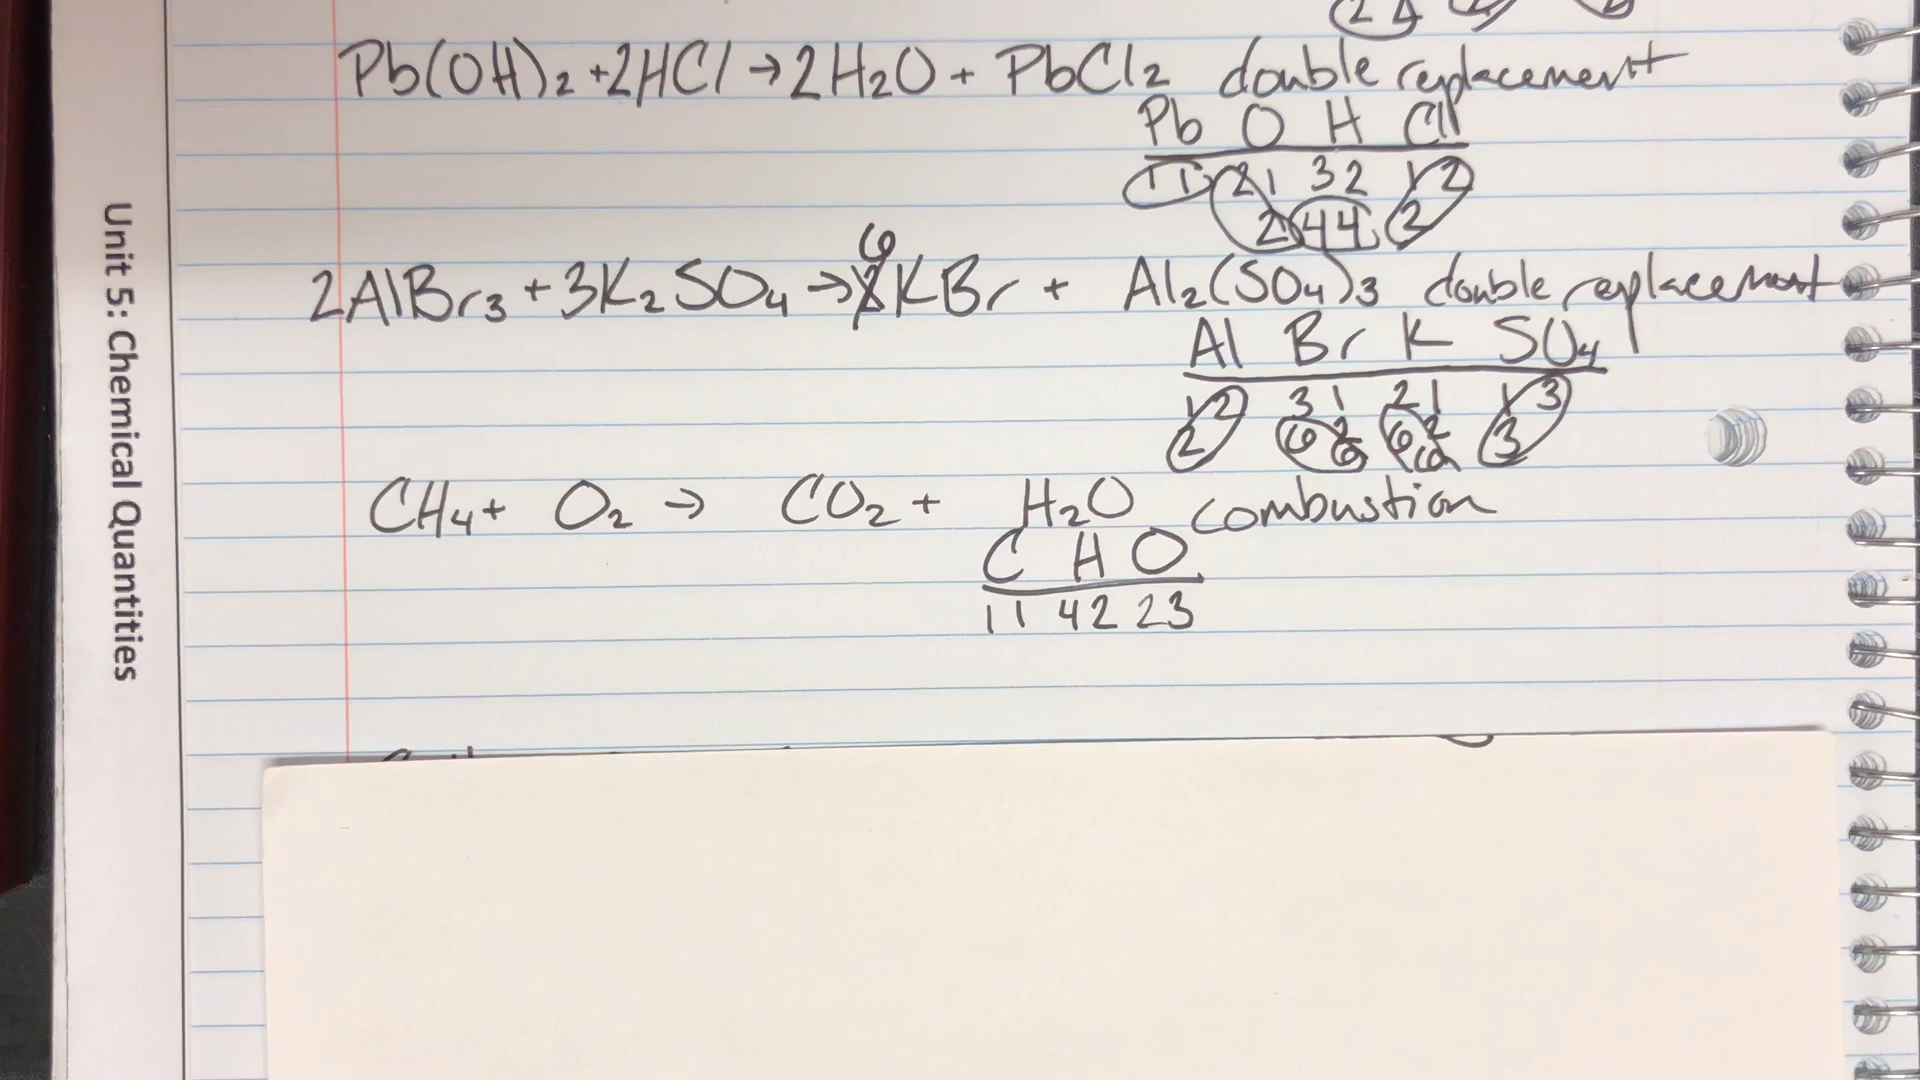 Unit 5: Chemical Quantities
Pb(OH)2 +2HCl →2H2O + PbCl2 double replacement
Pb O H Cl
1 1 2 1 3 2 1 2
2 4 4 2
6
2AlBr3 +3K2SO4 →2KBr + Al2(SO4)3 double replacement
Al Br K SO4
1 2 3 1 2 1 1 3
2 6 2 6 2 3
6 6
CH4+ O2 → CO2 + H2O combustion
C H O
1 1 4 2 2 3